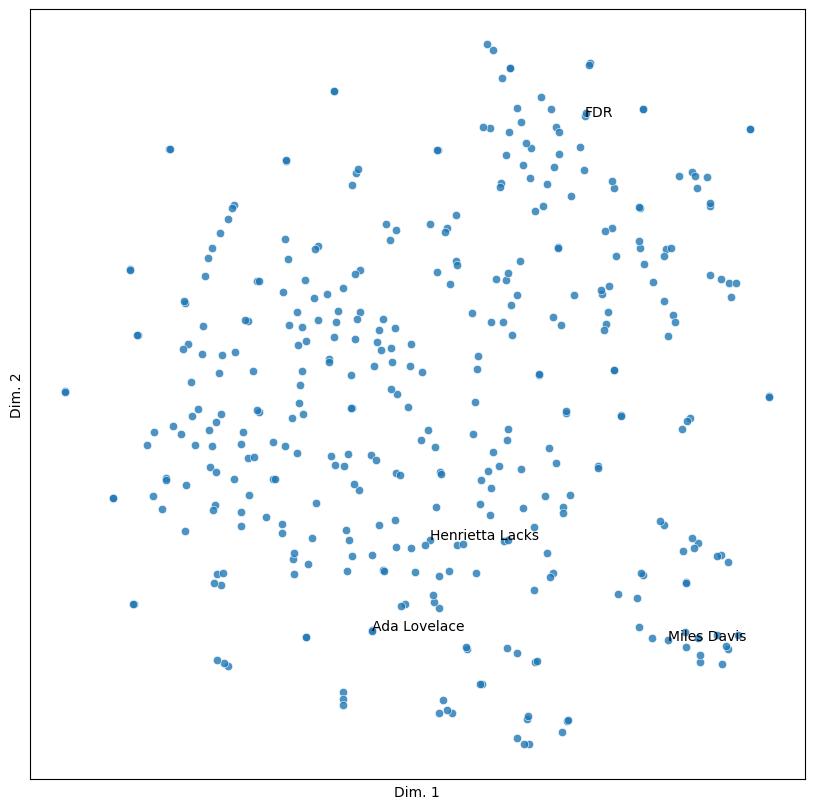 FDR
Dim. 2
Henrietta Lacks
Ada Lovelace
Miles Davis
Dim. 1